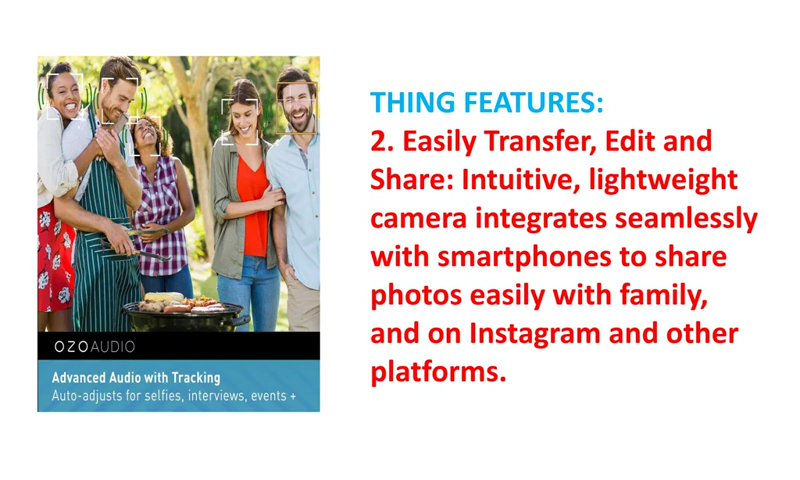 THING FEATURES:
2. Easily Transfer, Edit and
Share: Intuitive, lightweight
camera integrates seamlessly
with smartphones to share
photos easily with family,
and on Instagram and other
platforms.
OZOAUDIO
Advanced Audio with Tracking
Auto-adjusts for selfies, interviews, events +